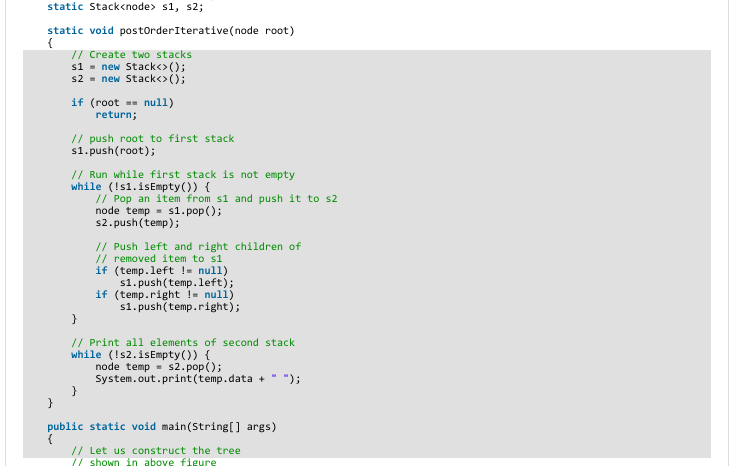 static Stack<node> s1, s2;
static void postOrderIterative(node root)
{
// Create two stacks
s1 = new Stack<>();
s2 = new Stack<>();
if (root == null)
return;
// push root to first stack
s1.push(root);
// Run while first stack is not empty
while (!s1.isEmpty()) {
// Pop an item from s1 and push it to s2
node temp = s1.pop();
s2.push(temp);
// Push left and right children of
// removed item to s1
if (temp.left != null)
s1.push(temp.left);
if (temp.right != null)
s1.push(temp.right);
}
// Print all elements of second stack
while (!s2.isEmpty()) {
node temp = s2.pop();
System.out.print(temp.data + " ");
}
}
public static void main(String[] args)
{
// Let us construct the tree
// shown in above figure